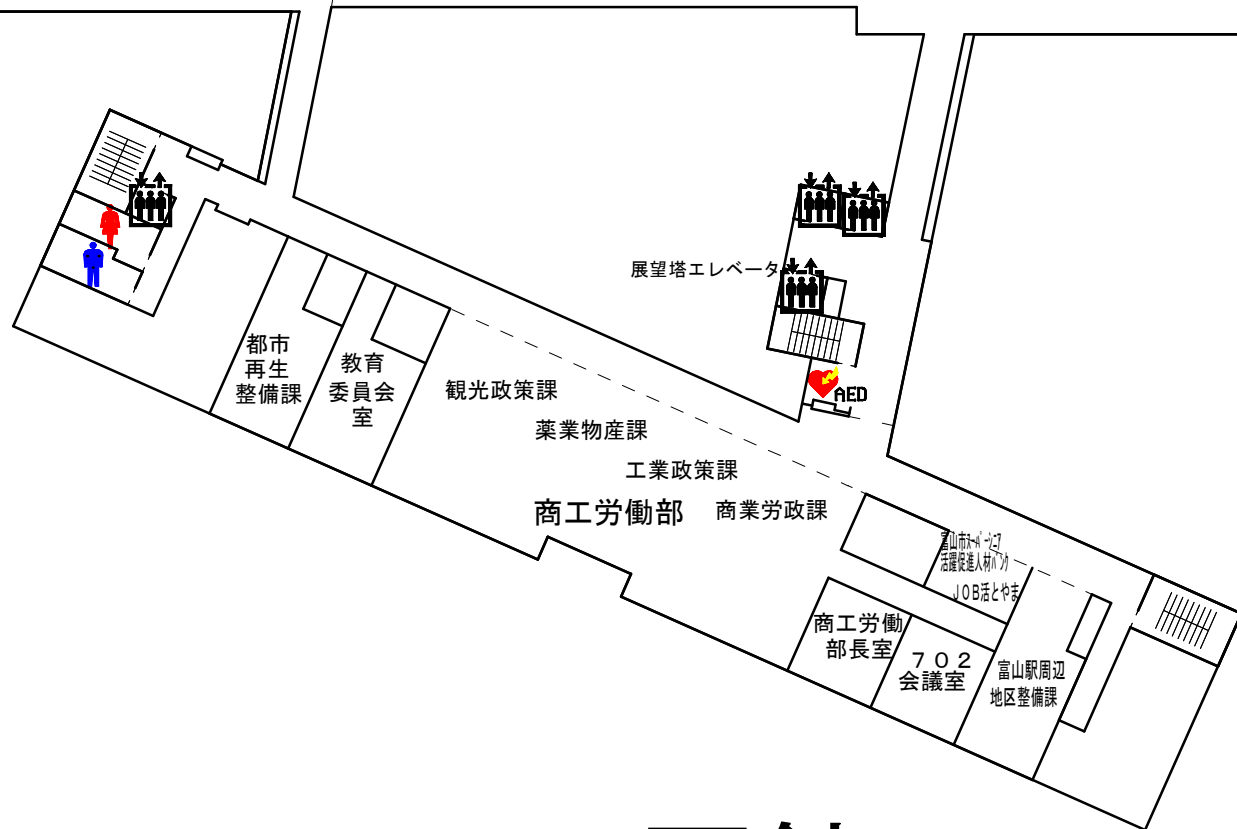 展望塔エレベータ
AED
都市
再生
整備課
教育
委員会
室
観光政策課
薬業物産課
工業政策課
商工労働部
商業労政課
富山市スーパーシニア
活躍促進人材バンク
JOB活とやま
商工労働
部長室
７０２
会議室
富山駅周辺
地区整備課